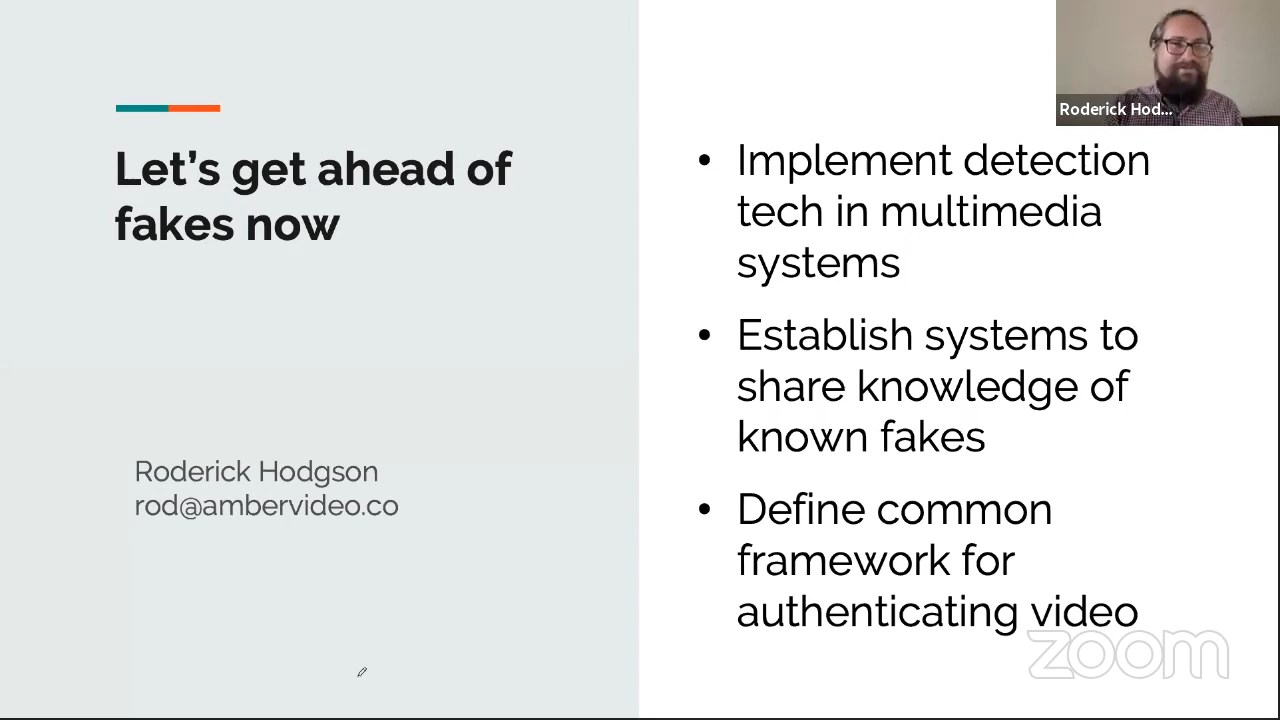 Let’s get ahead of
fakes now
Roderick Hodgson
rod@ambervideo.co
Roderick Hod...
• Implement detection
tech in multimedia
systems
• Establish systems to
share knowledge of
known fakes
• Define common
framework for
authenticating video
zoom